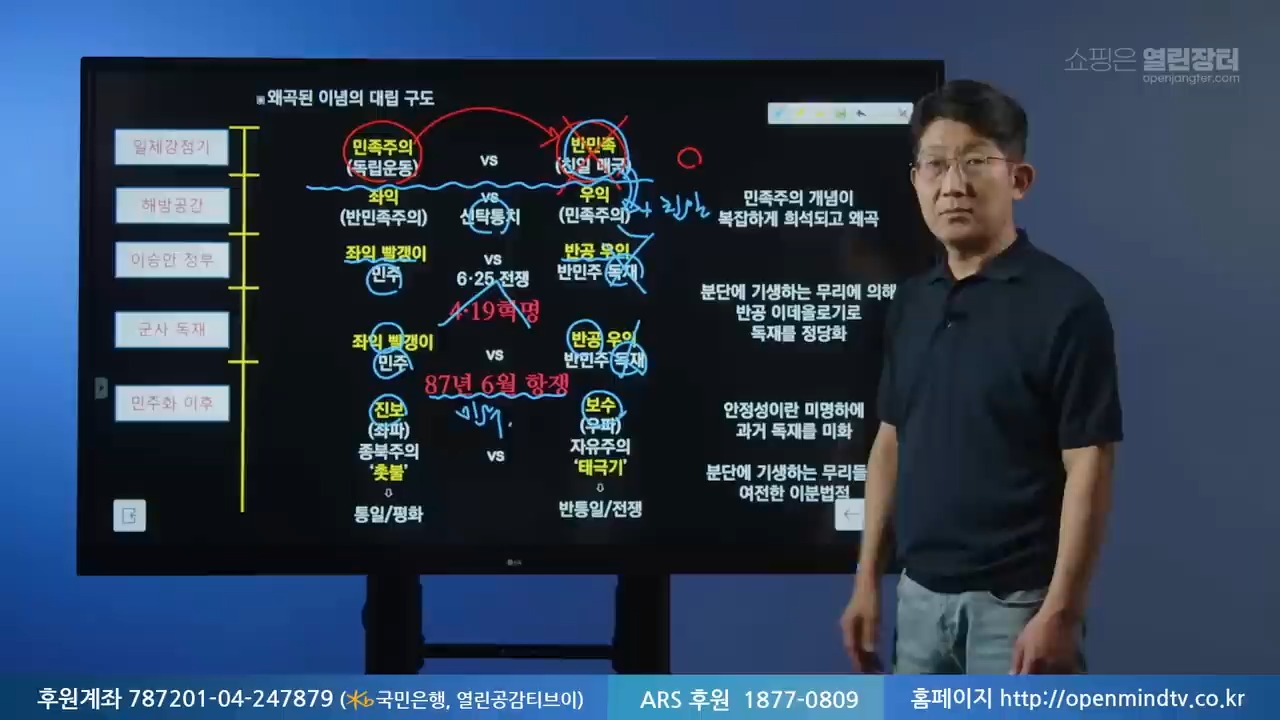 쇼핑은 열린장터
openjangter.com
왜곡된 이념의 대립 구도
일제강점기
민족주의
(독립운동)
vs
반민족
(친일 매국)
해방공간
좌익
(반민족주의)
vs
신탁통치
우익
(민족주의)
민족주의 개념이
복잡하게 희석되고 왜곡
이승만 정부
좌익 빨갱이
민주
vs
6·25 전쟁
반공 우익
반민주 독재
4·19혁명
분단에 기생하는 무리에 의해
반공 이데올로기로
독재를 정당화
군사 독재
좌익 빨갱이
민주
vs
반공 우익
반민주 독재
87년 6월 항쟁
민주화 이후
진보
(좌파)
종북주의
'촛불'
⇩
통일/평화
vs
보수
(우파)
자유주의
'태극기'
⇩
반통일/전쟁
안정성이란 미명하에
과거 독재를 미화
분단에 기생하는 무리들
여전한 이분법적
LG
후원계좌 787201-04-247879 (KB국민은행, 열린공감티브이)
ARS 후원 1877-0809
홈페이지 http://openmindtv.co.kr